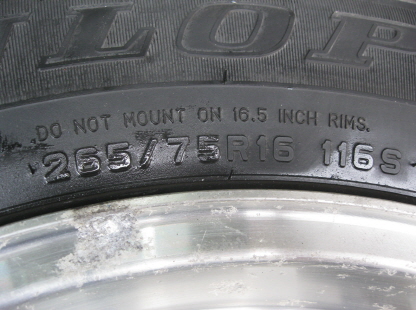 DO NOT MOUNT ON 16.5 INCH RIMS.
265/75R16 116S